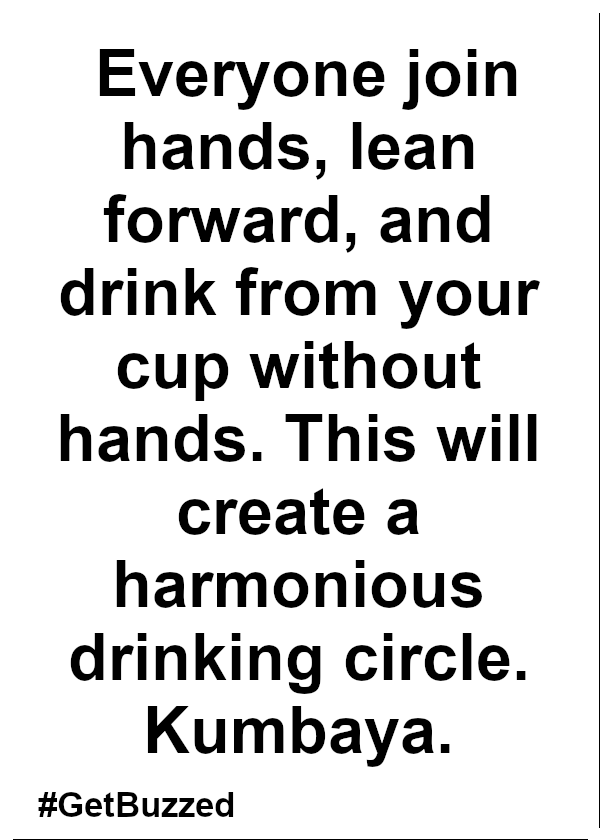 Everyone join
hands, lean
forward, and
drink from your
cup without
hands. This will
create a
harmonious
drinking circle.
Kumbaya.
#GetBuzzed